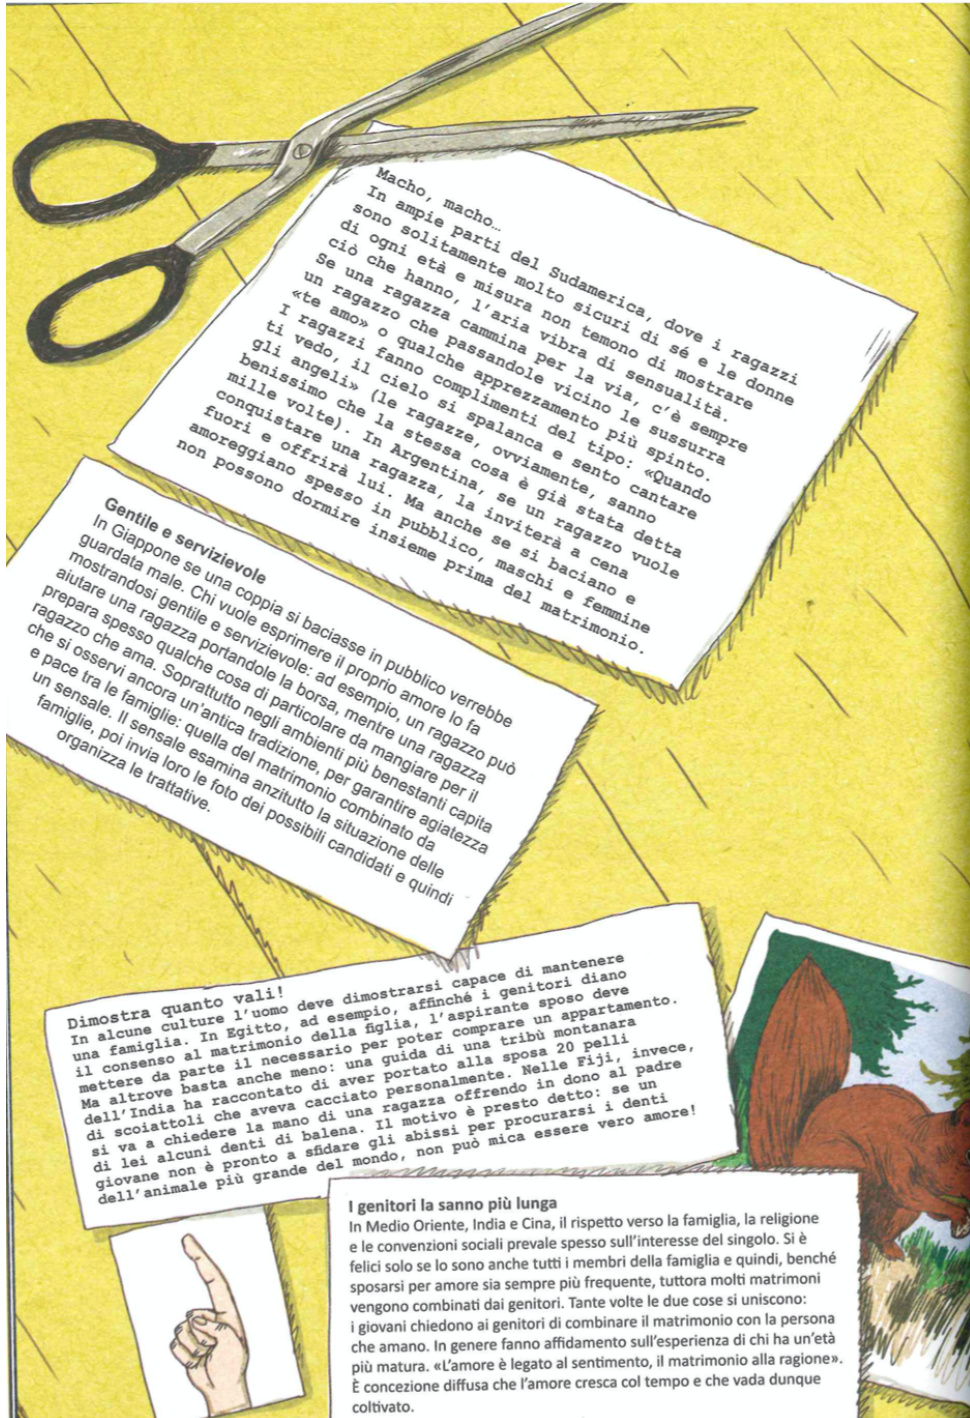 Macho, macho…
In ampie parti del Sudamerica, dove i ragazzi
sono solitamente molto sicuri di sé e le donne
di ogni età e misura non temono di mostrare
ciò che hanno, l'aria vibra di sensualità.
Se una ragazza cammina per la via, c'è sempre
un ragazzo che passandole vicino le sussurra
«te amo» o qualche apprezzamento più spinto.
I ragazzi fanno complimenti del tipo: «Quando
ti vedo, il cielo si spalanca e sento cantare
gli angeli» (le ragazze, ovviamente, sanno
benissimo che la stessa cosa è già stata detta
mille volte). In Argentina, se un ragazzo vuole
conquistare una ragazza, la inviterà a cena
fuori e offrirà lui. Ma anche se si baciano e
amoreggiano spesso in pubblico, maschi e femmine
non possono dormire insieme prima del matrimonio.
Gentile e servizievole
In Giappone se una coppia si baciasse in pubblico verrebbe
guardata male. Chi vuole esprimere il proprio amore lo fa
mostrandosi gentile e servizievole: ad esempio, un ragazzo può
aiutare una ragazza portandole la borsa, mentre una ragazza
prepara spesso qualche cosa di particolare da mangiare per il
ragazzo che ama. Soprattutto negli ambienti più benestanti capita
che si osservi ancora un'antica tradizione, per garantire agiatezza
e pace tra le famiglie: quella del matrimonio combinato da
un sensale. Il sensale esamina anzitutto la situazione delle
famiglie, poi invia loro le foto dei possibili candidati e quindi
organizza le trattative.
Dimostra quanto vali!
In alcune culture l'uomo deve dimostrarsi capace di mantenere
una famiglia. In Egitto, ad esempio, affinché i genitori diano
il consenso al matrimonio della figlia, l'aspirante sposo deve
mettere da parte il necessario per poter comprare un appartamento.
Ma altrove basta anche meno: una guida di una tribù montanara
dell'India ha raccontato di aver portato alla sposa 20 pelli
di scoiattoli che aveva cacciato personalmente. Nelle Fiji, invece,
si va a chiedere la mano di una ragazza offrendo in dono al padre
di lei alcuni denti di balena. Il motivo è presto detto: se un
giovane non è pronto a sfidare gli abissi per procurarsi i denti
dell'animale più grande del mondo, non può mica essere vero amore!
I genitori la sanno più lunga
In Medio Oriente, India e Cina, il rispetto verso la famiglia, la religione
e le convenzioni sociali prevale spesso sull'interesse del singolo. Si è
felici solo se lo sono anche tutti i membri della famiglia e quindi, benché
sposarsi per amore sia sempre più frequente, tuttora molti matrimoni
vengono combinati dai genitori. Tante volte le due cose si uniscono:
i giovani chiedono ai genitori di combinare il matrimonio con la persona
che amano. In genere fanno affidamento sull'esperienza di chi ha un'età
più matura. «L'amore è legato al sentimento, il matrimonio alla ragione».
È concezione diffusa che l'amore cresca col tempo e che vada dunque
coltivato.